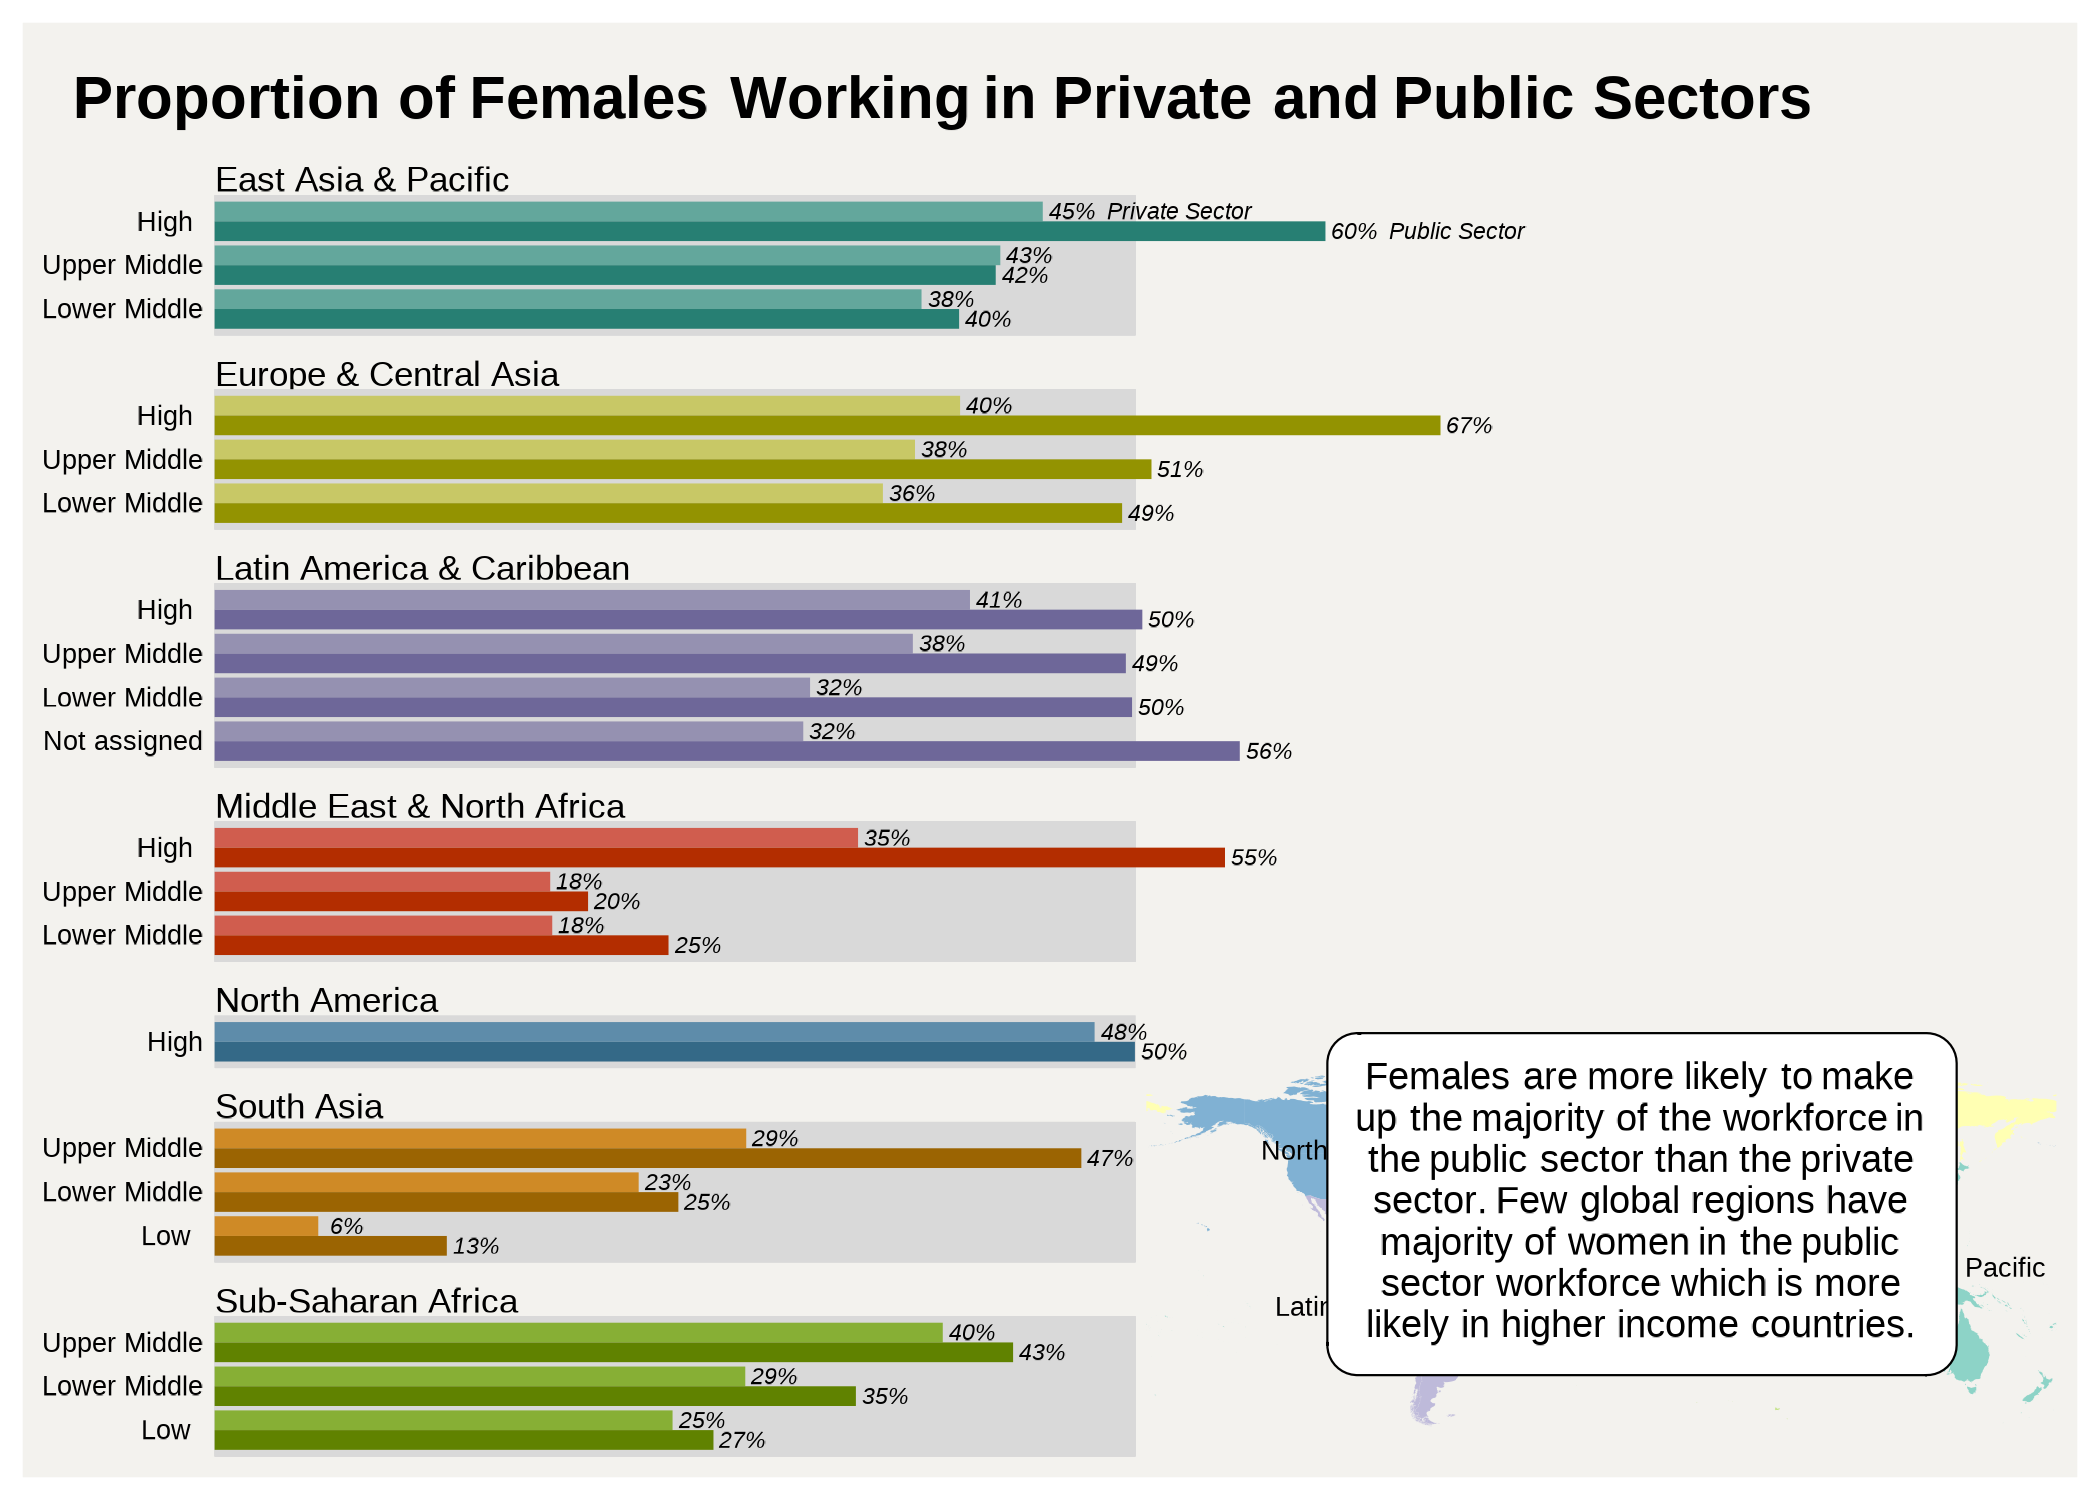 Proportion of Females Working in Private and Public Sectors
East Asia & Pacific
High 45% Private Sector
60% Public Sector
Upper Middle 43%
42%
Lower Middle 38%
40%
Europe & Central Asia
High 40%
67%
Upper Middle 38%
51%
Lower Middle 36%
49%
Latin America & Caribbean
High 41%
50%
Upper Middle 38%
49%
Lower Middle 32%
50%
Not assigned 32%
56%
Middle East & North Africa
High 35%
55%
Upper Middle 18%
20%
Lower Middle 18%
25%
North America
High 48%
50%
South Asia
Upper Middle 29%
47%
Lower Middle 23%
25%
Low 6%
13%
Sub-Saharan Africa
Upper Middle 40%
43%
Lower Middle 29%
35%
Low 25%
27%
North
Latin
Pacific
Females are more likely to make
up the majority of the workforce in
the public sector than the private
sector. Few global regions have
majority of women in the public
sector workforce which is more
likely in higher income countries.